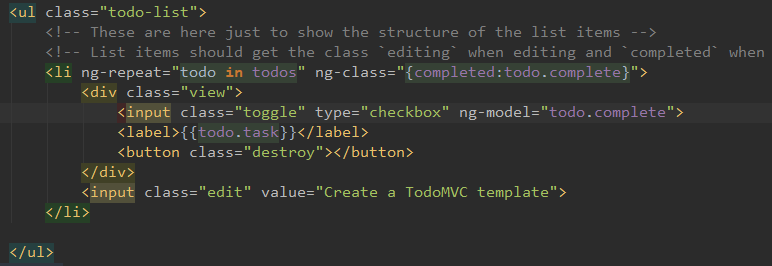 <ul class="todo-list">
<!-- These are here just to show the structure of the list items -->
<!-- List items should get the class `editing` when editing and `completed` when
<li ng-repeat="todo in todos" ng-class="{completed:todo.complete}">
<div class="view">
<input class="toggle" type="checkbox" ng-model="todo.complete">
<label>{{todo.task}}</label>
<button class="destroy"></button>
</div>
<input class="edit" value="Create a TodoMVC template">
</li>
</ul>